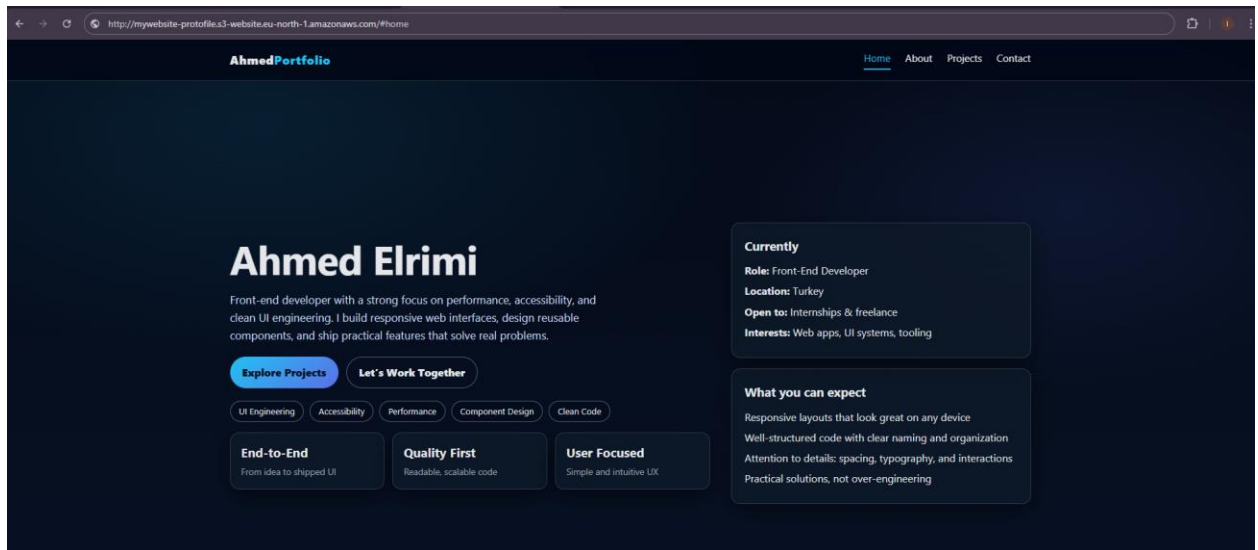 http://mywebsite-protofile.s3-website.eu-north-1.amazonaws.com/#home
AhmedPortfolio
Home About Projects Contact
Ahmed Elrimi
Front-end developer with a strong focus on performance, accessibility, and
clean UI engineering. I build responsive web interfaces, design reusable
components, and ship practical features that solve real problems.
Explore Projects Let's Work Together
UI Engineering Accessibility Performance Component Design Clean Code
End-to-End
From idea to shipped UI
Quality First
Readable, scalable code
User Focused
Simple and intuitive UX
Currently
Role: Front-End Developer
Location: Turkey
Open to: Internships & freelance
Interests: Web apps, UI systems, tooling
What you can expect
Responsive layouts that look great on any device
Well-structured code with clear naming and organization
Attention to details: spacing, typography, and interactions
Practical solutions, not over-engineering